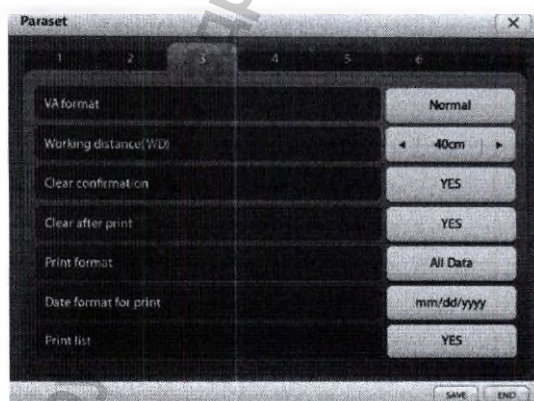 Paraset X
1 2 3 4 5 6
VA format Normal
Working distance(WD) ◄ 40cm ►
Clear confirmation YES
Clear after print YES
Print format All Data
Date format for print mm/dd/yyyy
Print list YES
SAVE END